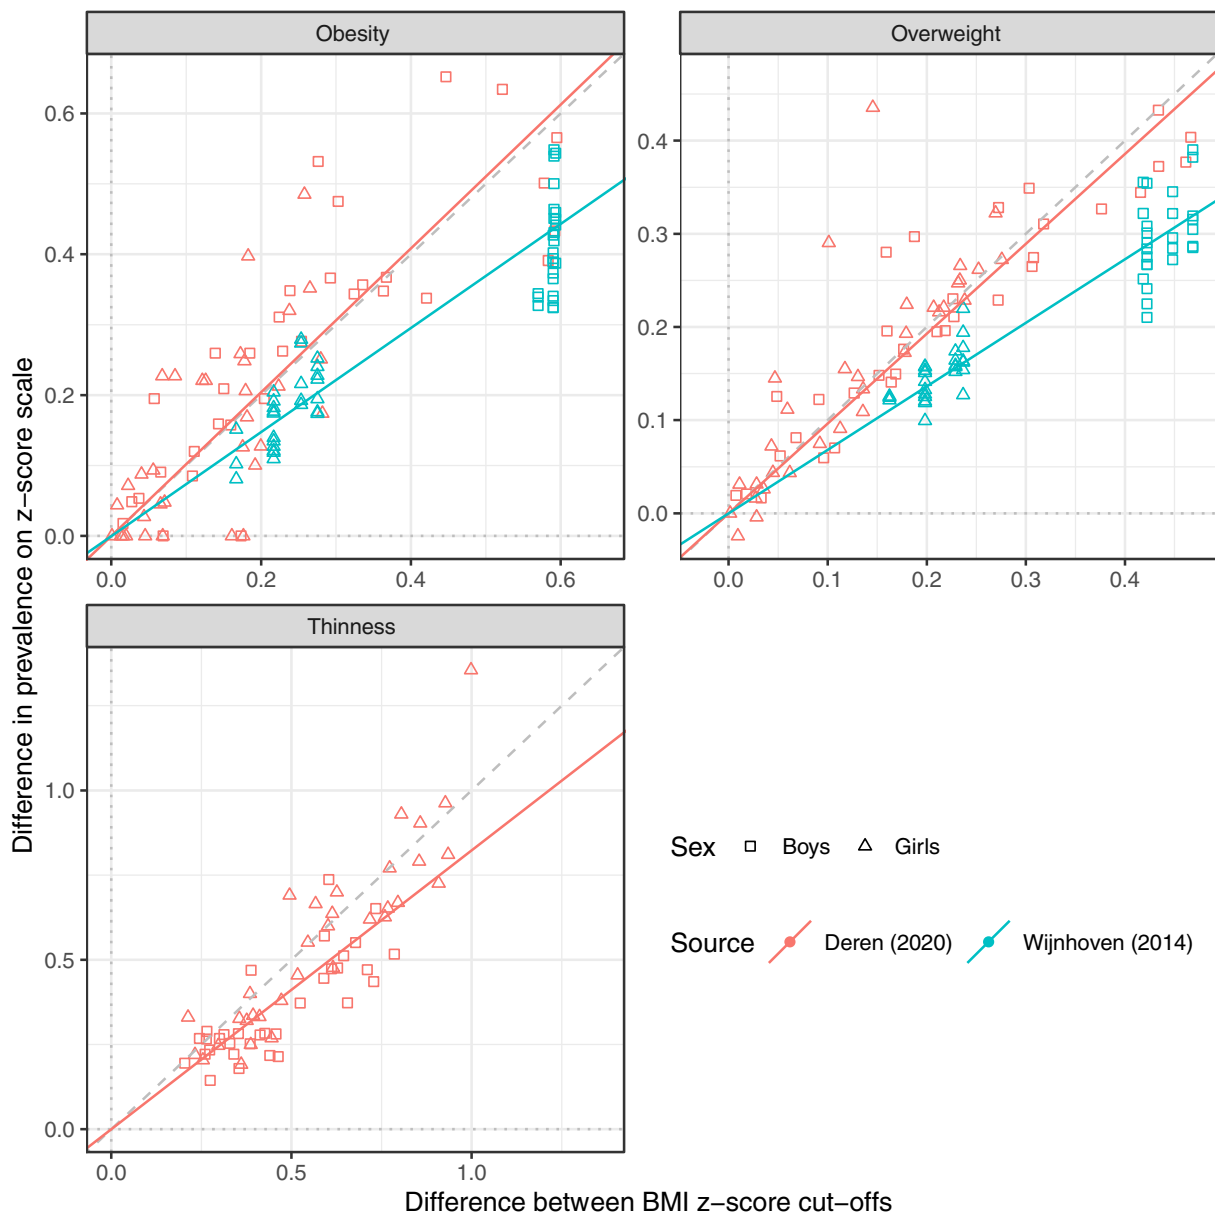 Obesity
Overweight
0.6
0.4
0.2
0.0
0.0 0.2 0.4 0.6
0.4
0.3
0.2
0.1
0.0
0.0 0.1 0.2 0.3 0.4
Thinness
1.0
0.5
0.0
0.0 0.5 1.0
Difference in prevalence on z−score scale
Difference between BMI z−score cut−offs
Sex Boys Girls
Source Deren (2020) Wijnhoven (2014)